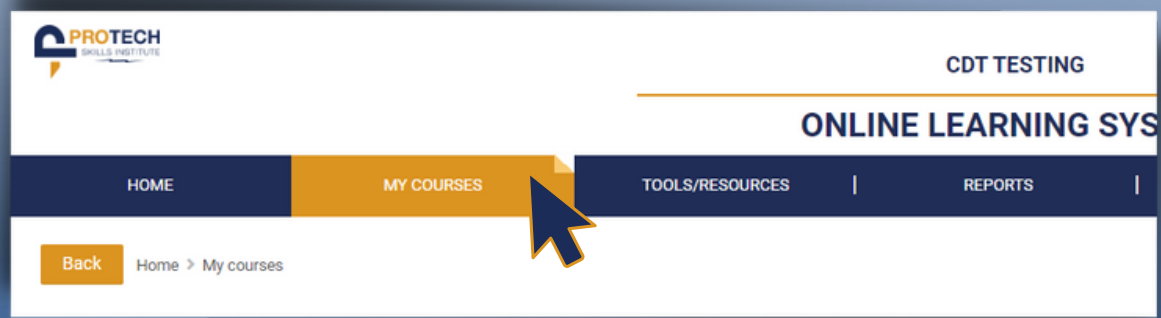 PROTECH
SKILLS INSTITUTE
CDT TESTING
ONLINE LEARNING SYS
HOME MY COURSES TOOLS/RESOURCES | REPORTS |
Back Home > My courses